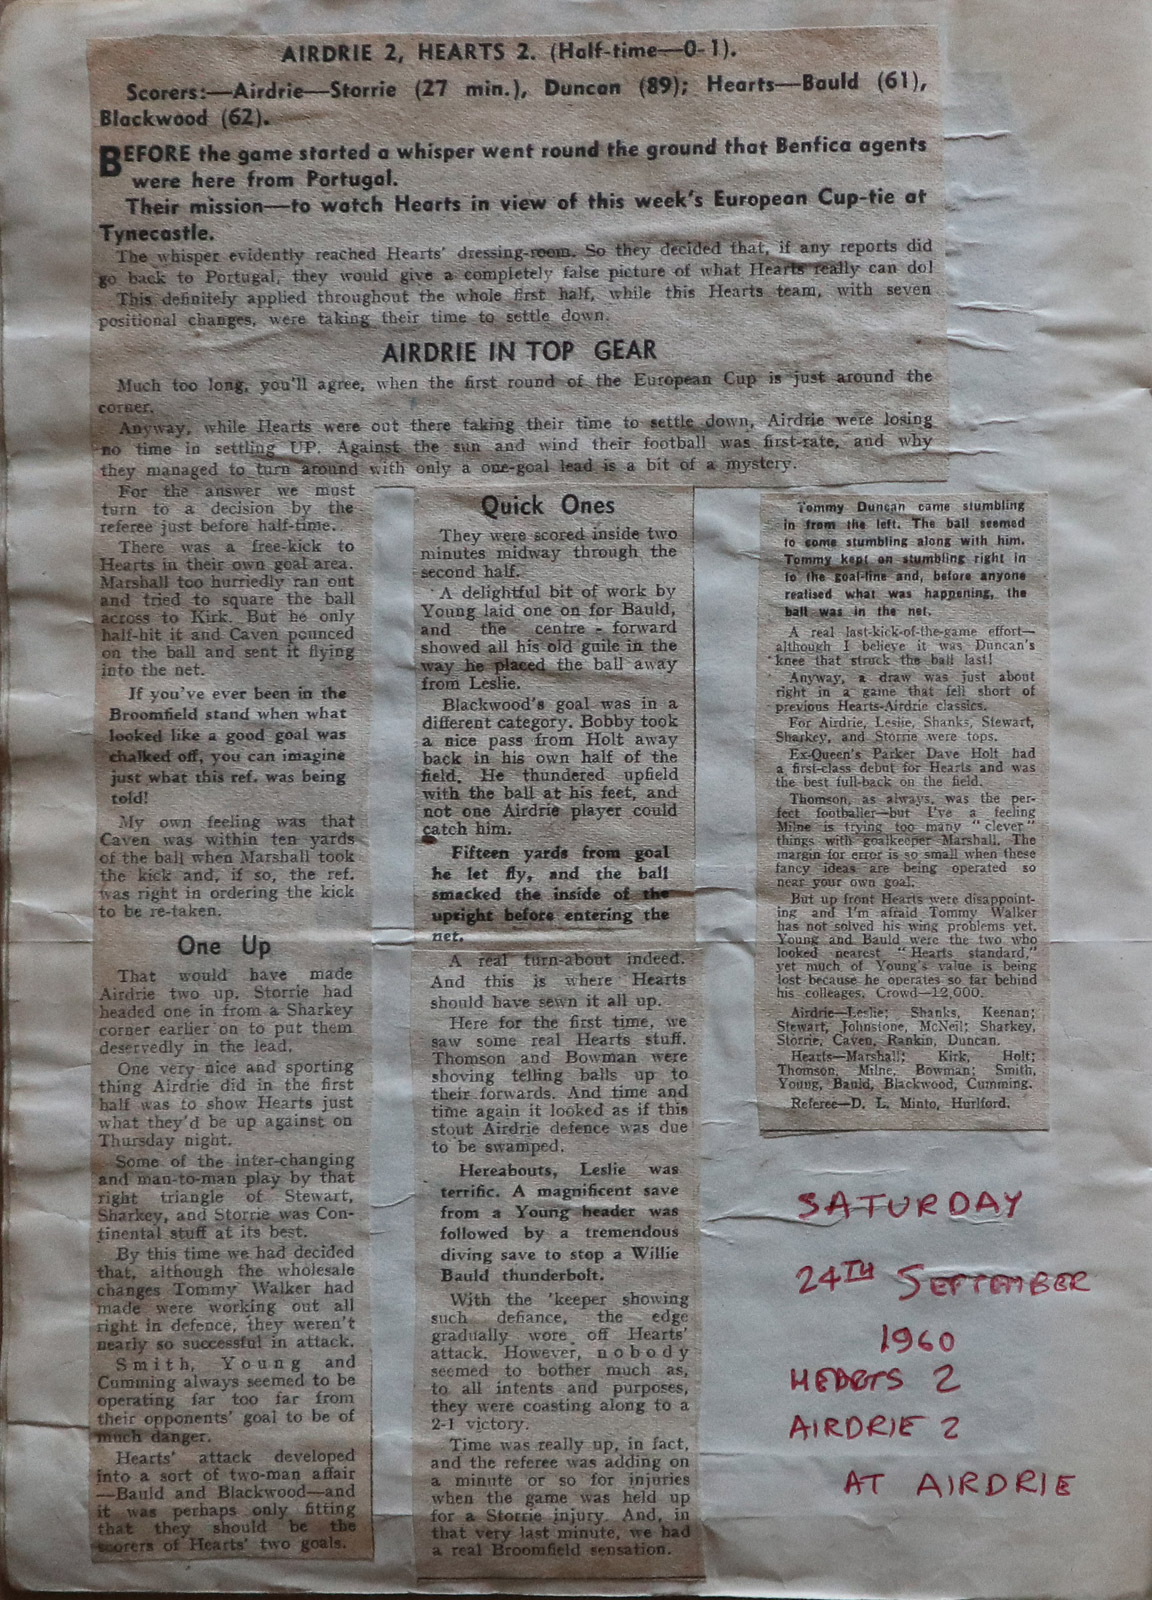 AIRDRIE 2, HEARTS 2. (Half-time—0-1).
Scorers:—Airdrie—Storrie (27 min.), Duncan (89); Hearts—Bauld (61),
Blackwood (62).
BEFORE the game started a whisper went round the ground that Benfica agents
were here from Portugal.
Their mission—to watch Hearts in view of this week's European Cup-tie at
Tynecastle.
The whisper evidently reached Hearts' dressing-room. So they decided that, if any reports did
go back to Portugal, they would give a completely false picture of what Hearts really can do!
This definitely applied throughout the whole first half, while this Hearts team, with seven
positional changes, were taking their time to settle down.
AIRDRIE IN TOP GEAR
Much too long, you'll agree, when the first round of the European Cup is just around the
corner.
Anyway, while Hearts were out there taking their time to settle down, Airdrie were losing
no time in settling UP. Against the sun and wind their football was first-rate, and why
they managed to turn around with only a one-goal lead is a bit of a mystery.
For the answer we must
turn to a decision by the
referee just before half-time.
There was a free-kick to
Hearts in their own goal area.
Marshall too hurriedly ran out
and tried to square the ball
across to Kirk. But he only
half-hit it and Caven pounced
on the ball and sent it flying
into the net.
If you've ever been in the
Broomfield stand when what
looked like a good goal was
chalked off, you can imagine
just what this ref. was being
told!
My own feeling was that
Caven was within ten yards
of the ball when Marshall took
the kick and, if so, the ref.
was right in ordering the kick
to be re-taken.
One Up
That would have made
Airdrie two up. Storrie had
headed one in from a Sharkey
corner earlier on to put them
deservedly in the lead.
One very nice and sporting
thing Airdrie did in the first
half was to show Hearts just
what they'd be up against on
Thursday night.
Some of the inter-changing
and man-to-man play by that
right triangle of Stewart,
Sharkey, and Storrie was Con-
tinental stuff at its best.
By this time we had decided
that, although the wholesale
changes Tommy Walker had
made were working out all
right in defence, they weren't
nearly so successful in attack.
Smith, Young and
Cumming always seemed to be
operating far too far from
their opponents' goal to be of
much danger.
Hearts' attack developed
into a sort of two-man affair
—Bauld and Blackwood—and
it was perhaps only fitting
that they should be the
scorers of Hearts' two goals.
Quick Ones
They were scored inside two
minutes midway through the
second half.
A delightful bit of work by
Young laid one on for Bauld,
and the centre-forward
showed all his old guile in the
way he placed the ball away
from Leslie.
Blackwood's goal was in a
different category. Bobby took
a nice pass from Holt away
back in his own half of the
field. He thundered upfield
with the ball at his feet, and
not one Airdrie player could
catch him.
Fifteen yards from goal
he let fly, and the ball
smacked the inside of the
upright before entering the
net.
A real turn-about indeed.
And this is where Hearts
should have sewn it all up.
Here for the first time, we
saw some real Hearts stuff.
Thomson and Bowman were
shoving telling balls up to
their forwards. And time and
time again it looked as if this
stout Airdrie defence was due
to be swamped.
Hereabouts, Leslie was
terrific. A magnificent save
from a Young header was
followed by a tremendous
diving save to stop a Willie
Bauld thunderbolt.
With the 'keeper showing
such defiance, the edge
gradually wore off Hearts'
attack. However, nobody
seemed to bother much as,
to all intents and purposes,
they were coasting along to a
2-1 victory.
Time was really up, in fact,
and the referee was adding on
a minute or so for injuries
when the game was held up
for a Storrie injury. And, in
that very last minute, we had
a real Broomfield sensation.
Tommy Duncan came stumbling
in from the left. The ball seemed
to come stumbling along with him.
Tommy kept on stumbling right in
to the goal-line and, before anyone
realised what was happening, the
ball was in the net.
A real last-kick-of-the-game effort—
although I believe it was Duncan's
knee that struck the ball last!
Anyway, a draw was just about
right in a game that fell short of
previous Hearts-Airdrie classics.
For Airdrie, Leslie, Shanks, Stewart,
Sharkey, and Storrie were tops.
Ex-Queen's Parker Dave Holt had
a first-class debut for Hearts and was
the best full-back on the field.
Thomson, as always, was the per-
fect footballer—but I've a feeling
Milne is trying too many "clever"
things with goalkeeper Marshall. The
margin for error is so small when these
fancy ideas are being operated so
near your own goal.
But up front Hearts were disappoint-
ing and I'm afraid Tommy Walker
has not solved his wing problems yet.
Young and Bauld were the two who
looked nearest "Hearts standard,"
yet much of Young's value is being
lost because he operates so far behind
his colleages. Crowd—12,000.
Airdrie—Leslie; Shanks, Keenan;
Stewart, Johnstone, McNeil; Sharkey,
Storrie, Caven, Rankin, Duncan.
Hearts—Marshall; Kirk, Holt;
Thomson, Milne, Bowman; Smith,
Young, Bauld, Blackwood, Cumming.
Referee—D. L. Minto, Hurlford.
SATURDAY
24TH SEPTEMBER
1960
HEARTS 2
AIRDRIE 2
AT AIRDRIE